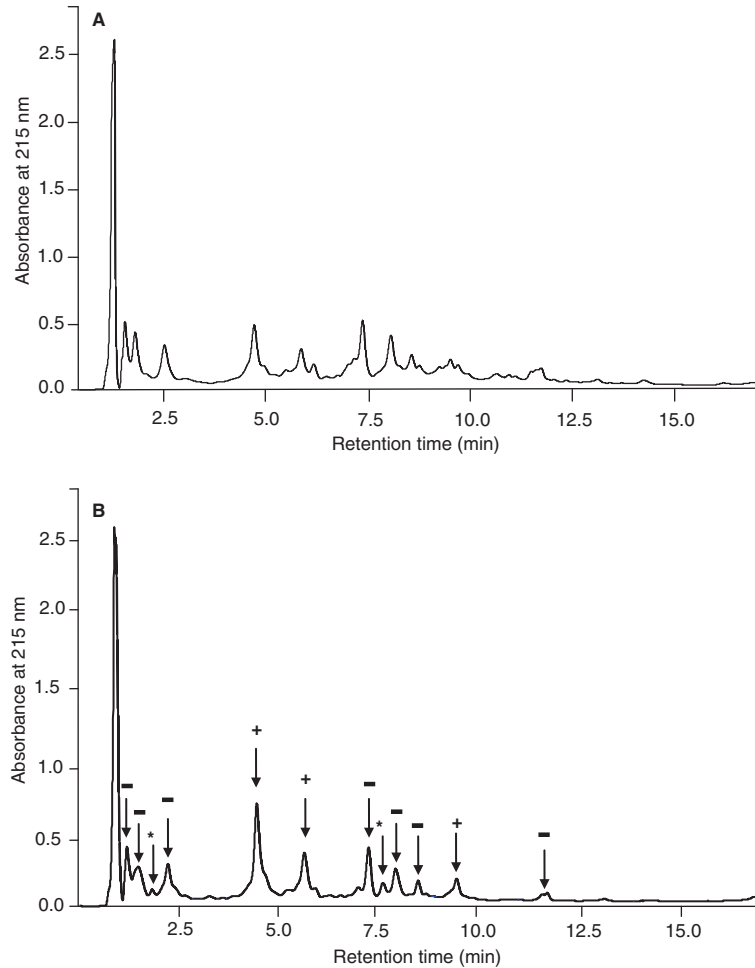 A
Absorbance at 215 nm
2.5
2.0
1.5
1.0
0.5
0.0
2.5 5.0 7.5 10.0 12.5 15.0
Retention time (min)
B
Absorbance at 215 nm
2.5
2.0
1.5
1.0
0.5
0.0
+
+
- - * - - * - - + -
2.5 5.0 7.5 10.0 12.5 15.0
Retention time (min)